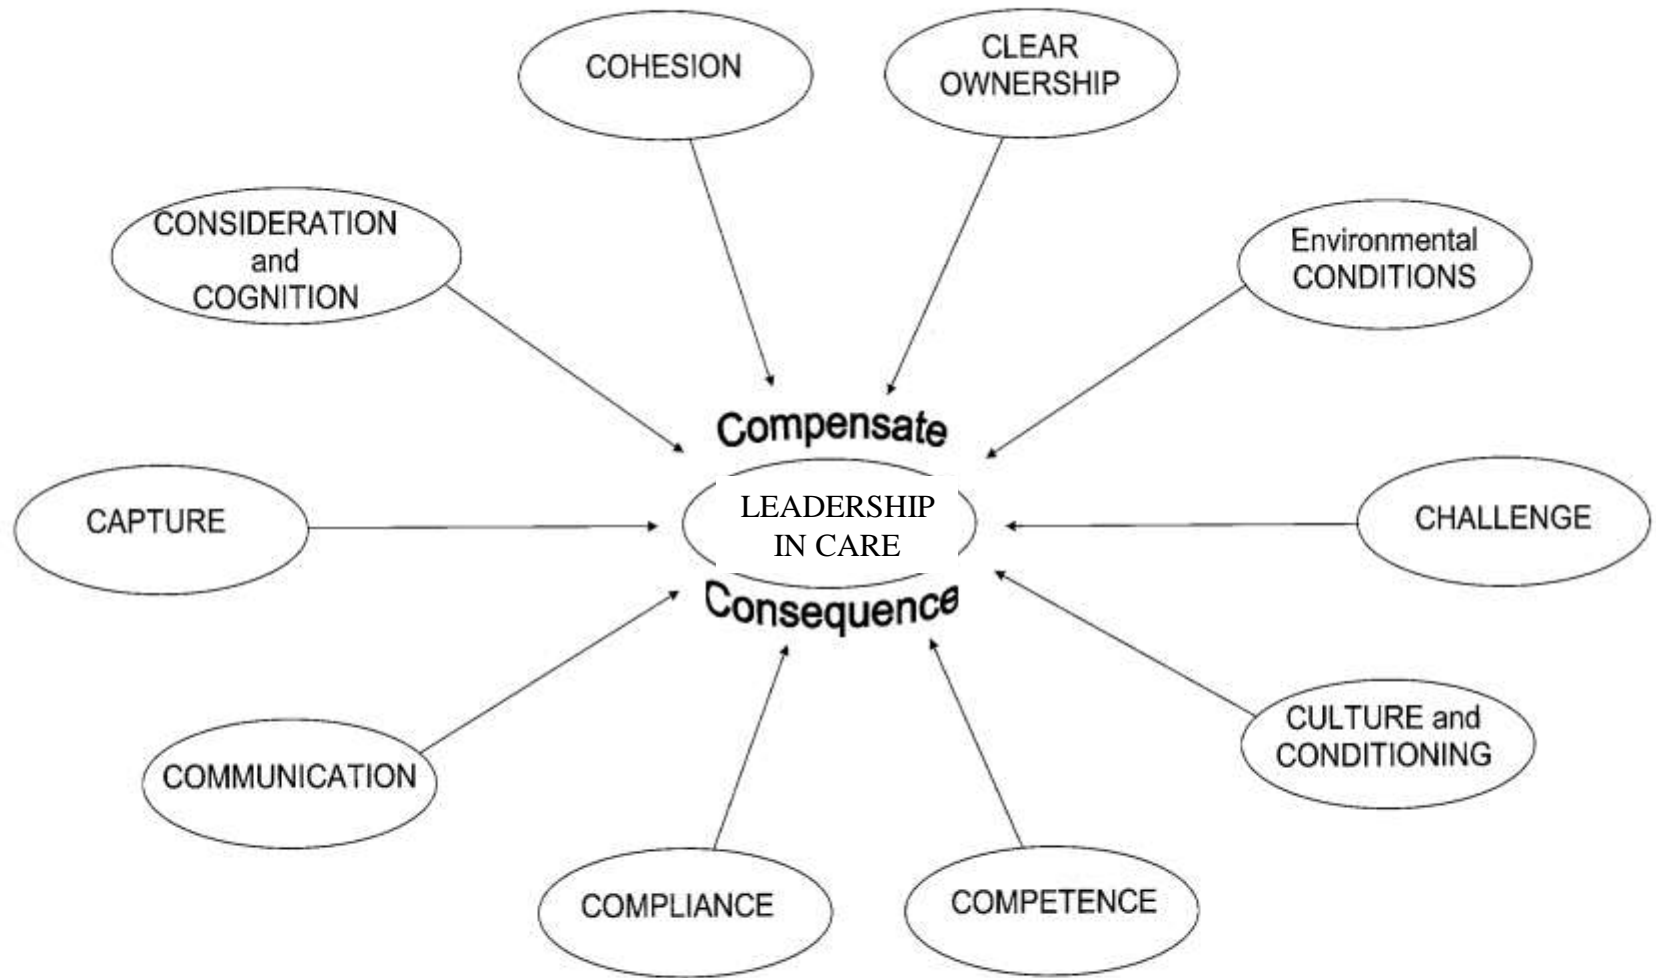 COHESION
CLEAR
OWNERSHIP
CONSIDERATION
and
COGNITION
Environmental
CONDITIONS
Compensate
CAPTURE
LEADERSHIP
IN CARE
CHALLENGE
Consequence
COMMUNICATION
CULTURE and
CONDITIONING
COMPLIANCE
COMPETENCE